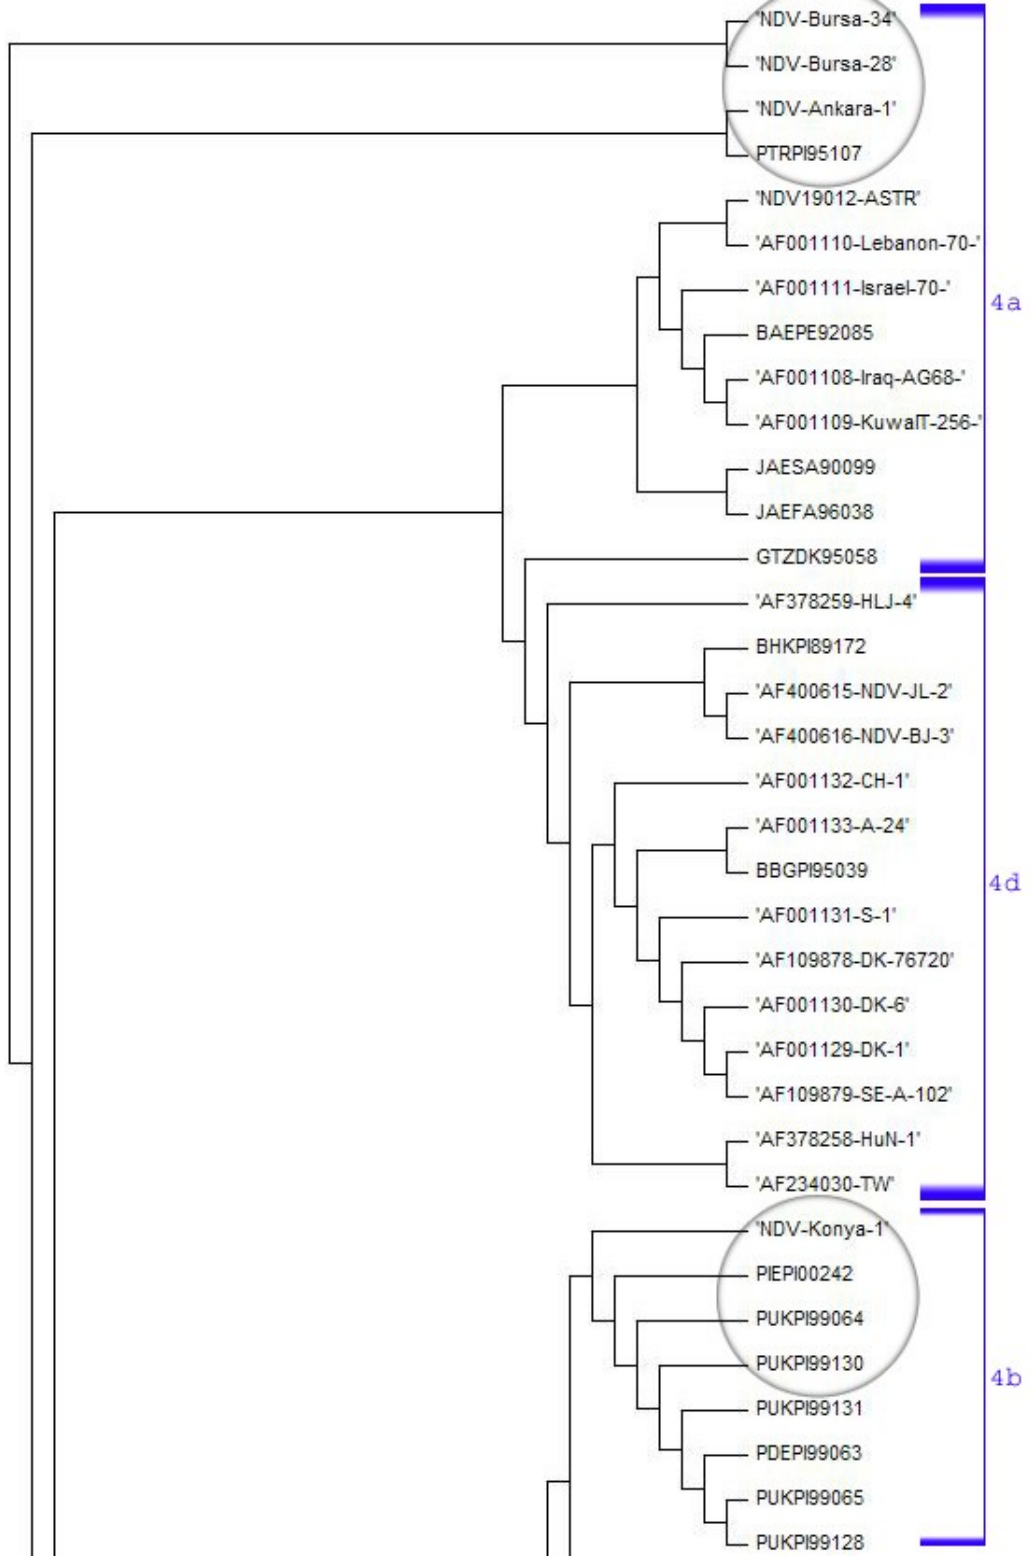 'NDV-Bursa-34'
'NDV-Bursa-28'
'NDV-Ankara-1'
PTRPI95107
'NDV19012-ASTR'
'AF001110-Lebanon-70-'
'AF001111-Israel-70-'
4a
BAEPE92085
'AF001108-Iraq-AG68-'
'AF001109-KuwaIT-256-'
JAESA90099
JAEFA96038
GTZDK95058
'AF378259-HLJ-4'
BHKPI89172
'AF400615-NDV-JL-2'
'AF400616-NDV-BJ-3'
'AF001132-CH-1'
'AF001133-A-24'
BBGPI95039
4d
'AF001131-S-1'
'AF109878-DK-76720'
'AF001130-DK-6'
'AF001129-DK-1'
'AF109879-SE-A-102'
'AF378258-HuN-1'
'AF234030-TW'
'NDV-Konya-1'
PIEPI00242
PUKPI99064
PUKPI99130
4b
PUKPI99131
PDEPI99063
PUKPI99065
PUKPI99128